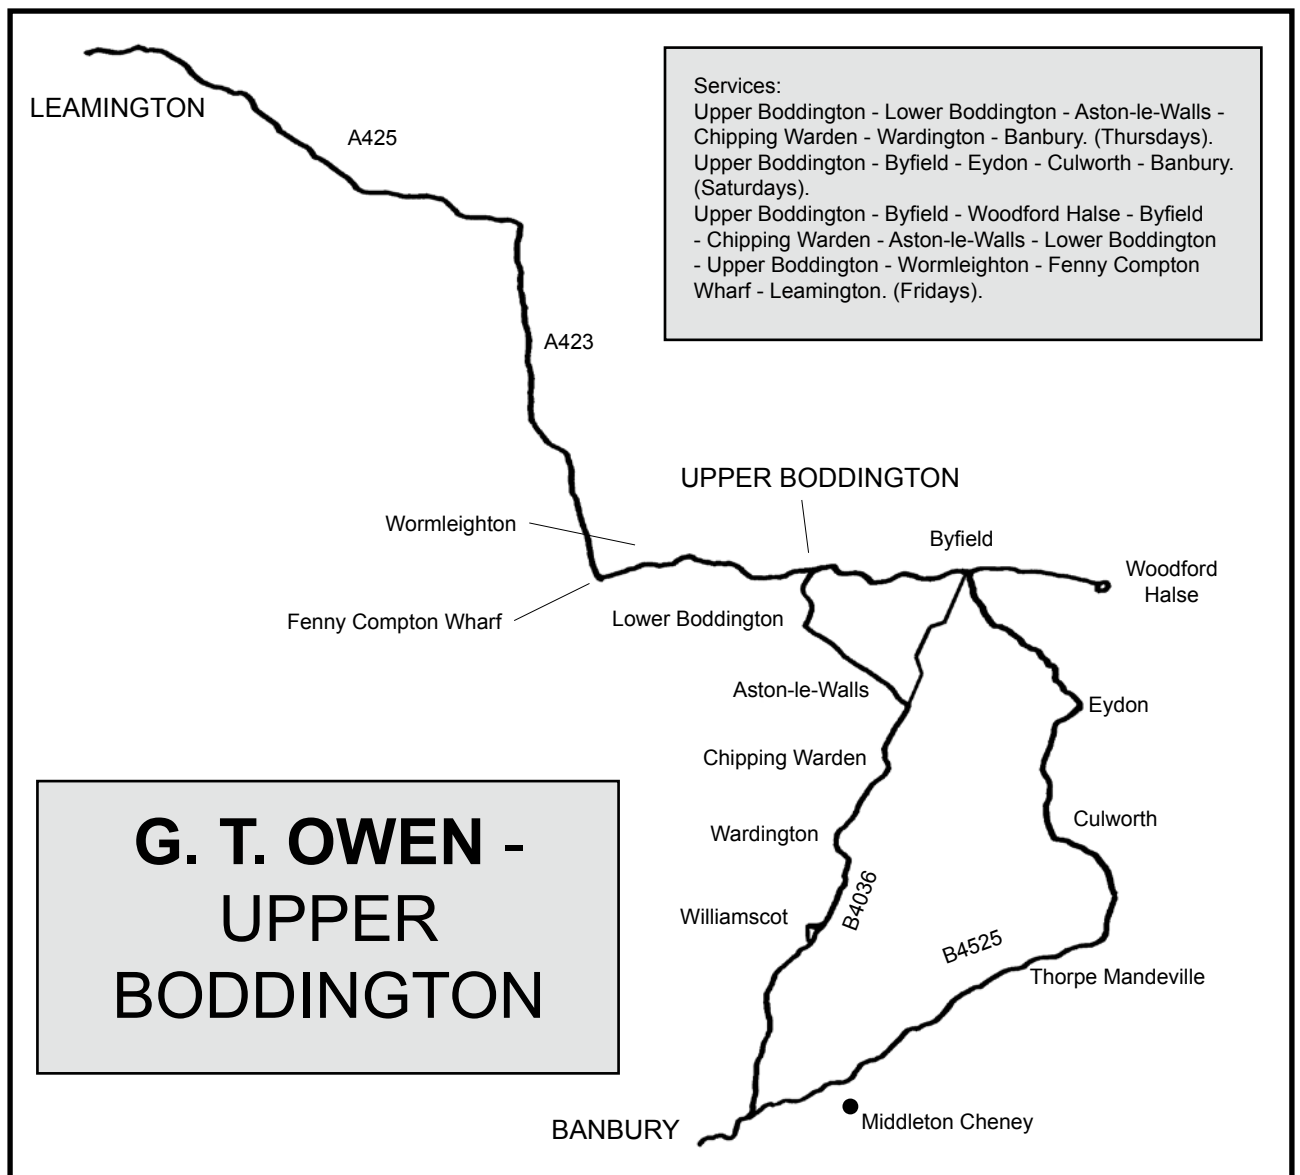 LEAMINGTON
A425
Services:
Upper Boddington - Lower Boddington - Aston-le-Walls -
Chipping Warden - Wardington - Banbury. (Thursdays).
Upper Boddington - Byfield - Eydon - Culworth - Banbury.
(Saturdays).
Upper Boddington - Byfield - Woodford Halse - Byfield
- Chipping Warden - Aston-le-Walls - Lower Boddington
- Upper Boddington - Wormleighton - Fenny Compton
Wharf - Leamington. (Fridays).
A423
UPPER BODDINGTON
Wormleighton
Byfield
Woodford
Halse
Fenny Compton Wharf
Lower Boddington
Aston-le-Walls
Eydon
Chipping Warden
Culworth
Wardington
B4036
Williamscot
B4525
Thorpe Mandeville
G. T. OWEN -
UPPER
BODDINGTON
BANBURY
Middleton Cheney